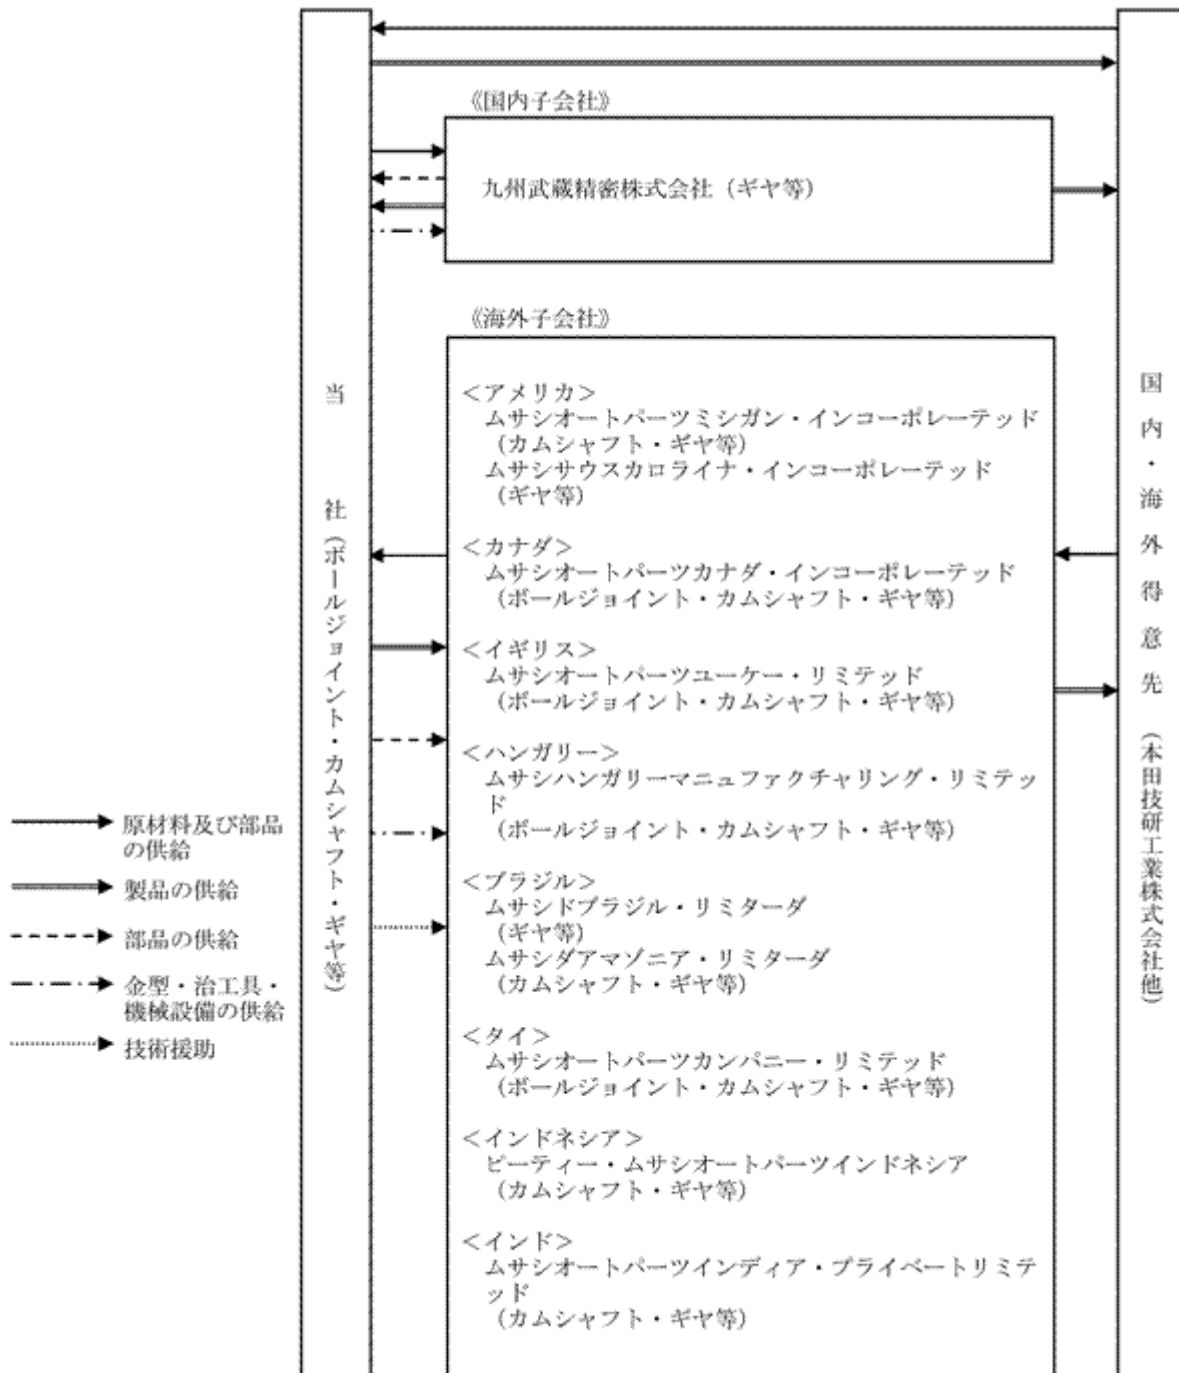 《国内子会社》
九州武蔵精密株式会社（ギヤ等）
《海外子会社》
＜アメリカ＞
ムサシオートパーツミシガン・インコーポレーテッド
（カムシャフト・ギヤ等）
ムサシサウスカロライナ・インコーポレーテッド
（ギヤ等）
＜カナダ＞
ムサシオートパーツカナダ・インコーポレーテッド
（ボールジョイント・カムシャフト・ギヤ等）
＜イギリス＞
ムサシオートパーツユーケー・リミテッド
（ボールジョイント・カムシャフト・ギヤ等）
＜ハンガリー＞
ムサシハンガリーマニュファクチャリング・リミテッ
ド
（ボールジョイント・カムシャフト・ギヤ等）
＜ブラジル＞
ムサシドブラジル・リミターダ
（ギヤ等）
ムサシダアマゾニア・リミターダ
（カムシャフト・ギヤ等）
＜タイ＞
ムサシオートパーツカンパニー・リミテッド
（ボールジョイント・カムシャフト・ギヤ等）
＜インドネシア＞
ピーティー・ムサシオートパーツインドネシア
（カムシャフト・ギヤ等）
＜インド＞
ムサシオートパーツインディア・プライベートリミテ
ッド
（カムシャフト・ギヤ等）
当社（ボールジョイント・カムシャフト・ギヤ等）
国内・海外得意先（本田技研工業株式会社他）
原材料及び部品
の供給
製品の供給
部品の供給
金型・治工具・
機械設備の供給
技術援助